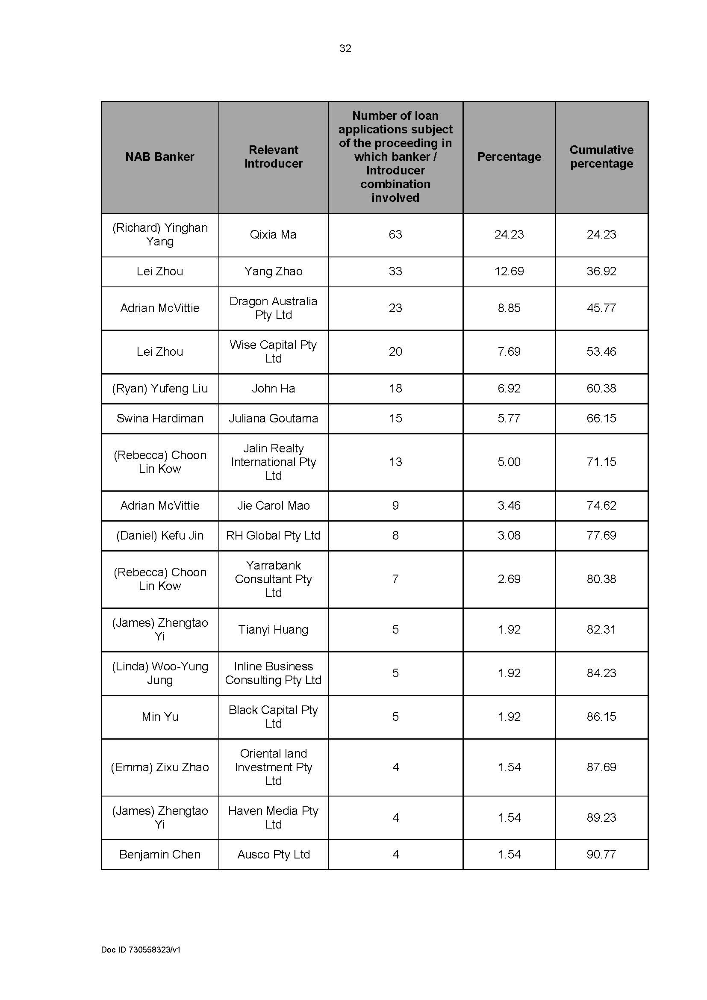 32
NAB Banker
Relevant
Introducer
Number of loan
applications subject
of the proceeding in
which banker /
Introducer
combination
involved
Percentage
Cumulative
percentage
(Richard) Yinghan
Yang
Qixia Ma
63
24.23
24.23
Lei Zhou
Yang Zhao
33
12.69
36.92
Adrian McVittie
Dragon Australia
Pty Ltd
23
8.85
45.77
Lei Zhou
Wise Capital Pty
Ltd
20
7.69
53.46
(Ryan) Yufeng Liu
John Ha
18
6.92
60.38
Swina Hardiman
Juliana Goutama
15
5.77
66.15
(Rebecca) Choon
Lin Kow
Jalin Realty
International Pty
Ltd
13
5.00
71.15
Adrian McVittie
Jie Carol Mao
9
3.46
74.62
(Daniel) Kefu Jin
RH Global Pty Ltd
8
3.08
77.69
(Rebecca) Choon
Lin Kow
Yarrabank
Consultant Pty
Ltd
7
2.69
80.38
(James) Zhengtao
Yi
Tianyi Huang
5
1.92
82.31
(Linda) Woo-Yung
Jung
Inline Business
Consulting Pty Ltd
5
1.92
84.23
Min Yu
Black Capital Pty
Ltd
5
1.92
86.15
(Emma) Zixu Zhao
Oriental land
Investment Pty
Ltd
4
1.54
87.69
(James) Zhengtao
Yi
Haven Media Pty
Ltd
4
1.54
89.23
Benjamin Chen
Ausco Pty Ltd
4
1.54
90.77
Doc ID 730558323/v1